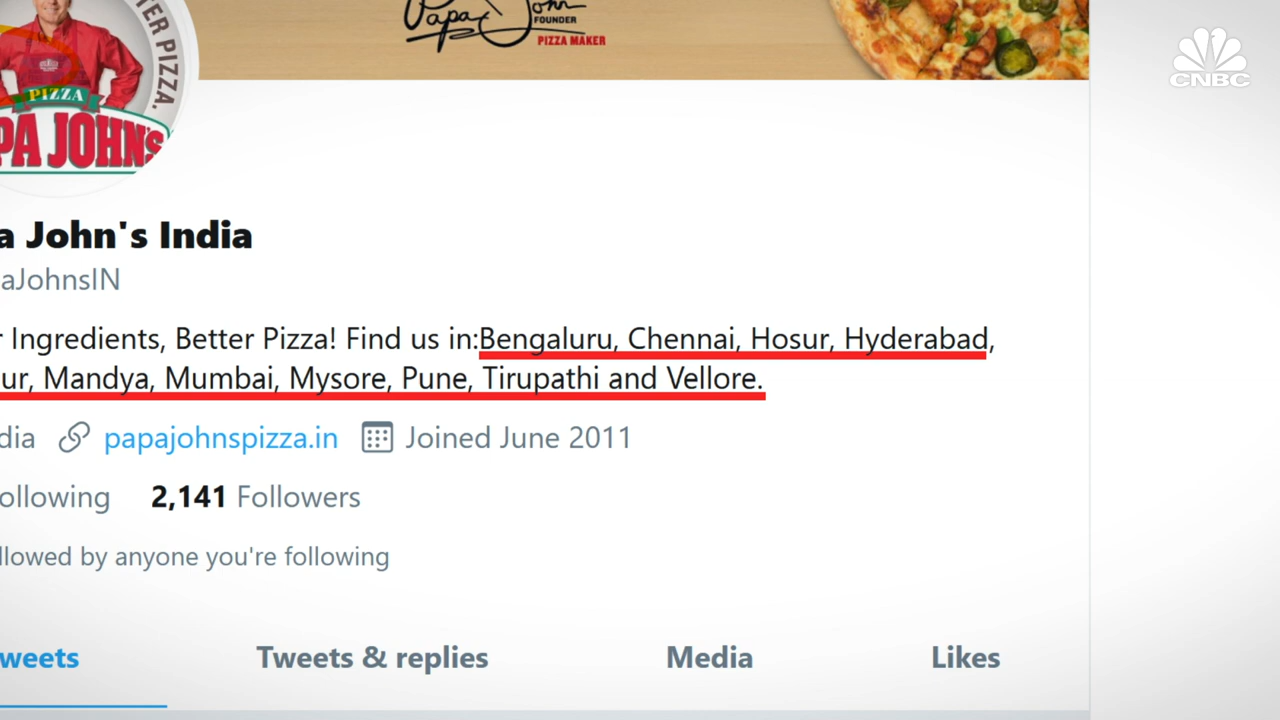 Papa John
FOUNDER
PIZZA MAKER
CNBC
TER PIZZA.
PIZZA
PA JOHN'S
a John's India
aJohnsIN
r Ingredients, Better Pizza! Find us in:Bengaluru, Chennai, Hosur, Hyderabad,
ur, Mandya, Mumbai, Mysore, Pune, Tirupathi and Vellore.
dia papajohnspizza.in Joined June 2011
ollowing 2,141 Followers
llowed by anyone you're following
weets Tweets & replies Media Likes